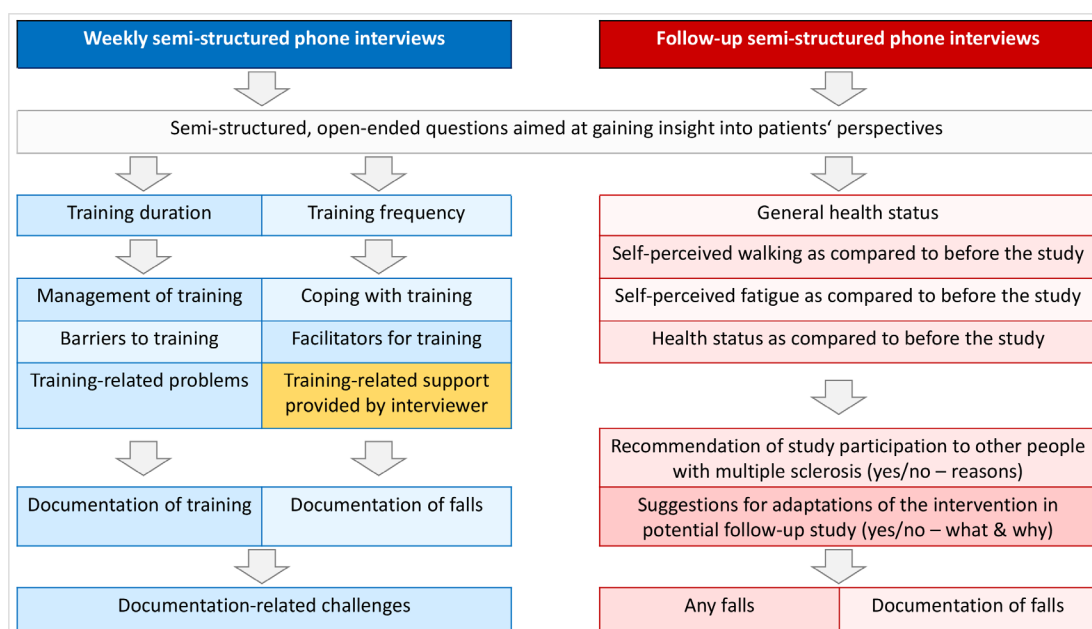 Weekly semi-structured phone interviews
Follow-up semi-structured phone interviews
Semi-structured, open-ended questions aimed at gaining insight into patients‘ perspectives
Training duration
Training frequency
Management of training
Coping with training
Barriers to training
Facilitators for training
Training-related problems
Training-related support
provided by interviewer
Documentation of training
Documentation of falls
Documentation-related challenges
General health status
Self-perceived walking as compared to before the study
Self-perceived fatigue as compared to before the study
Health status as compared to before the study
Recommendation of study participation to other people
with multiple sclerosis (yes/no – reasons)
Suggestions for adaptations of the intervention in
potential follow-up study (yes/no – what & why)
Any falls
Documentation of falls